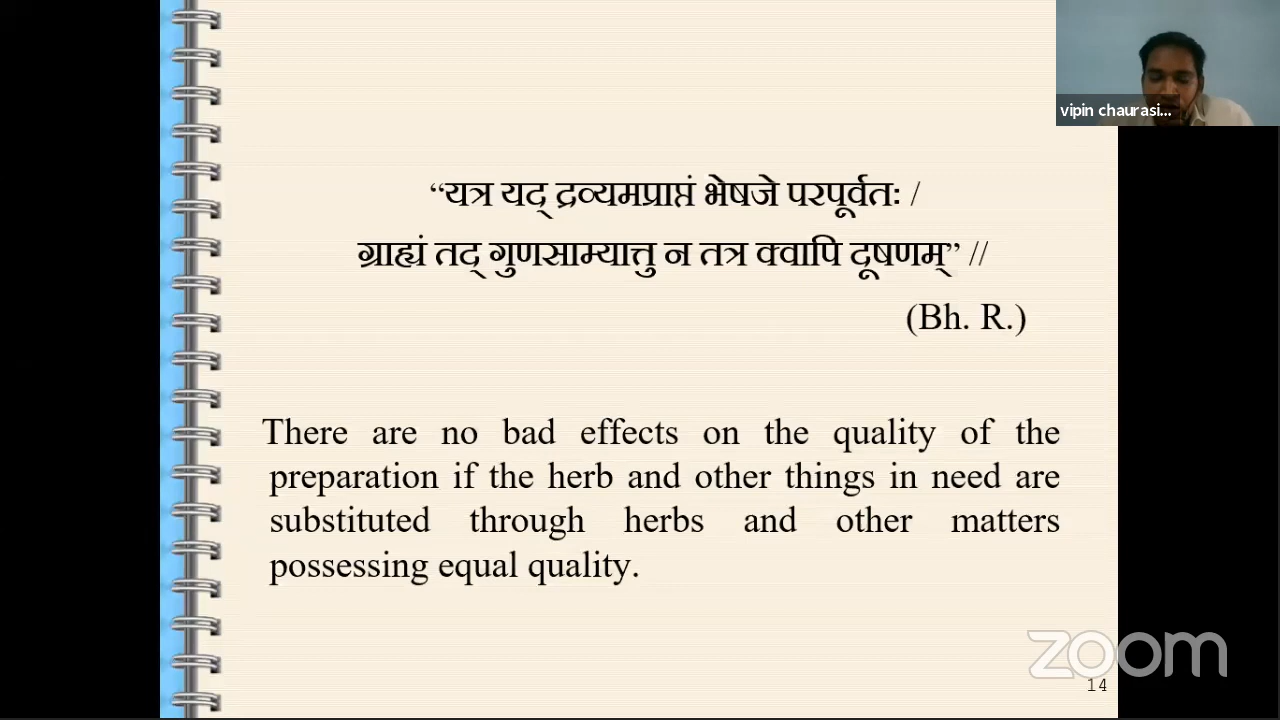 vipin chaurasi...
“यत्र यद् द्रव्यमप्राप्तं भेषजे परपूर्वतः /
ग्राह्यं तद् गुणसाम्यात्तु न तत्र क्वापि दूषणम्” //
(Bh. R.)
There are no bad effects on the quality of the
preparation if the herb and other things in need are
substituted through herbs and other matters
possessing equal quality.
zoom
14